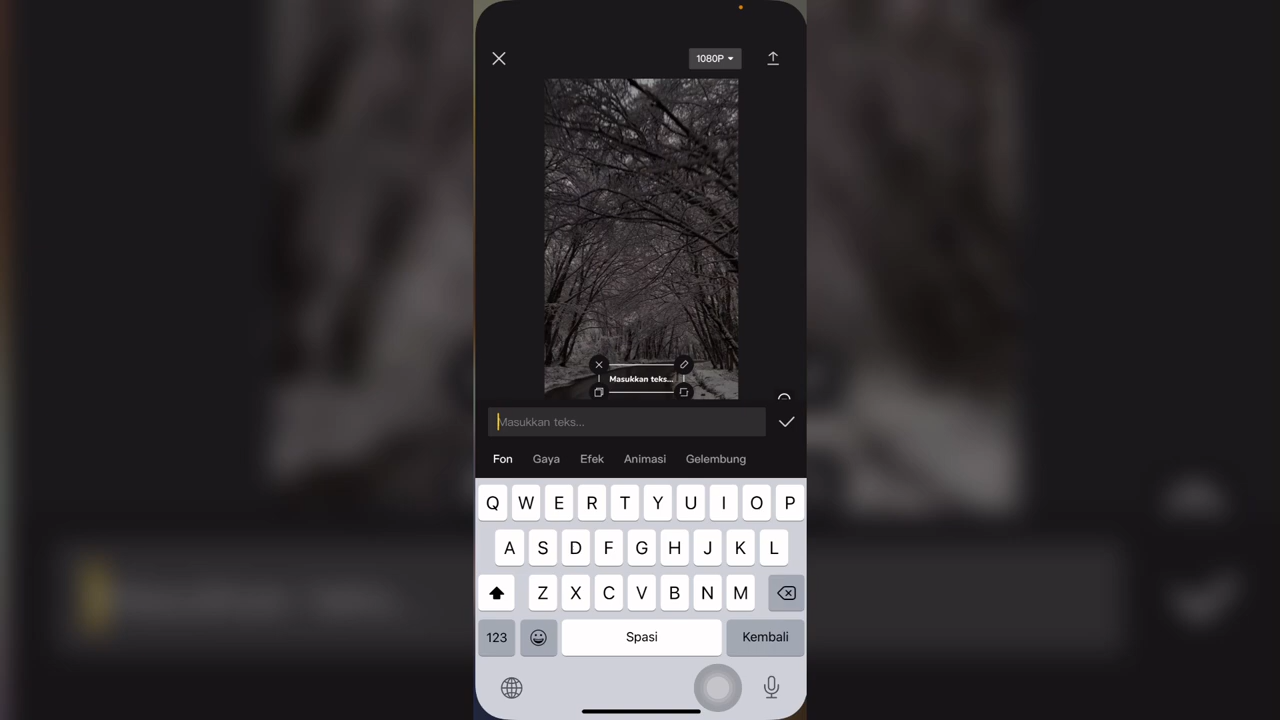 1080P
Masukkan teks...
Masukkan teks...
Fon Gaya Efek Animasi Gelembung
Q W E R T Y U I O P
A S D F G H J K L
Z X C V B N M
123 Spasi Kembali